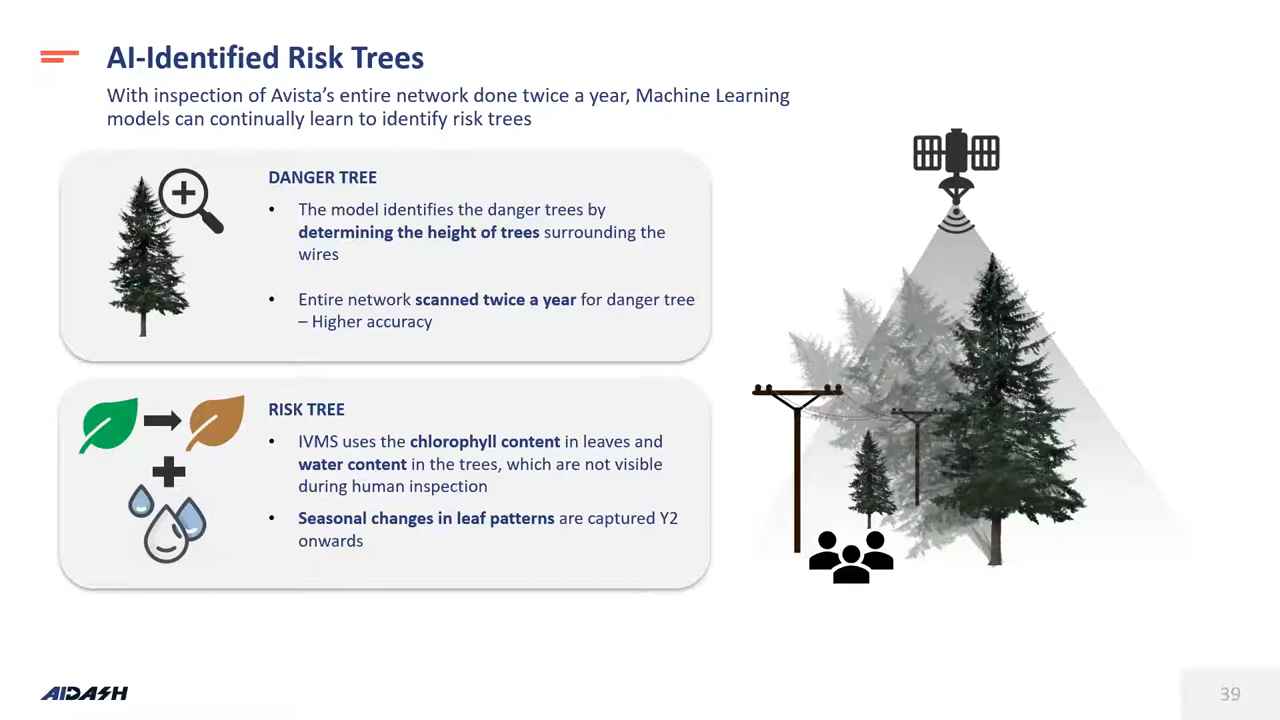 AI-Identified Risk Trees
With inspection of Avista’s entire network done twice a year, Machine Learning
models can continually learn to identify risk trees
DANGER TREE
• The model identifies the danger trees by
determining the height of trees surrounding the
wires
• Entire network scanned twice a year for danger tree
– Higher accuracy
RISK TREE
• IVMS uses the chlorophyll content in leaves and
water content in the trees, which are not visible
during human inspection
• Seasonal changes in leaf patterns are captured Y2
onwards
AIDASH
39